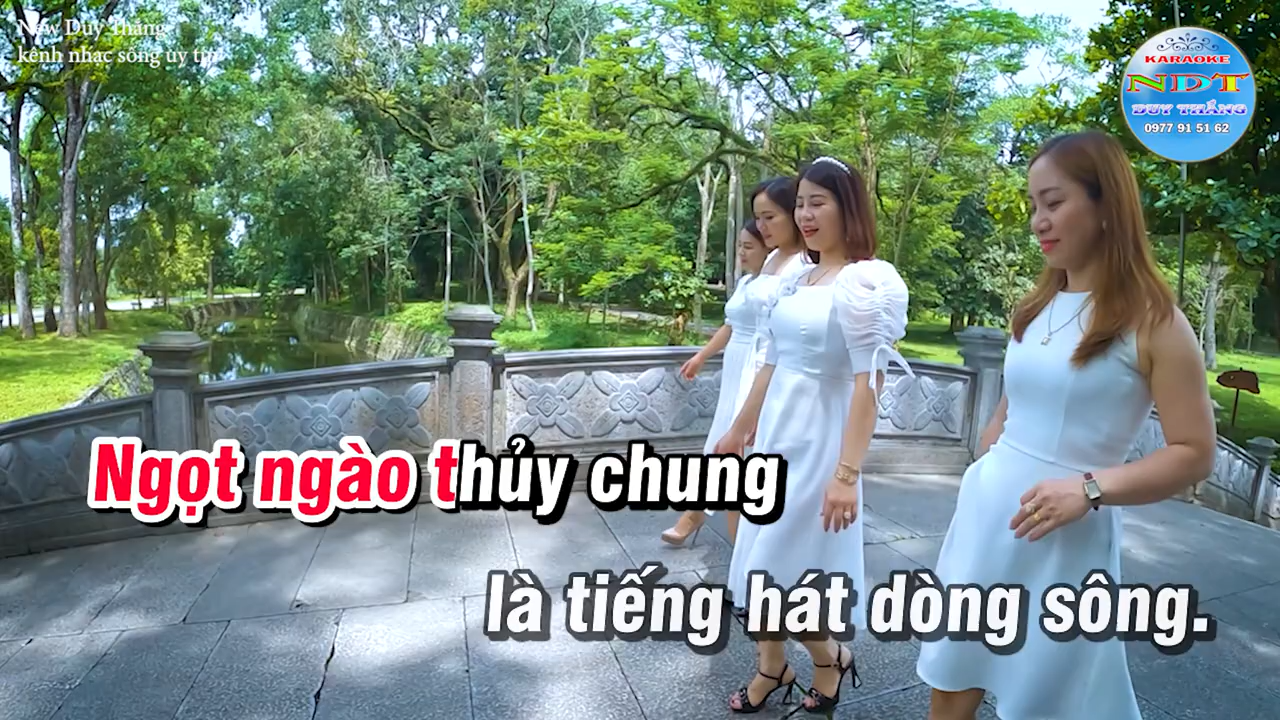 New Duy Thắng
kênh nhạc sống uy tín
KARAOKE
NDT
DUY THẮNG
0977 91 51 62
Ngọt ngào thủy chung
là tiếng hát dòng sông.